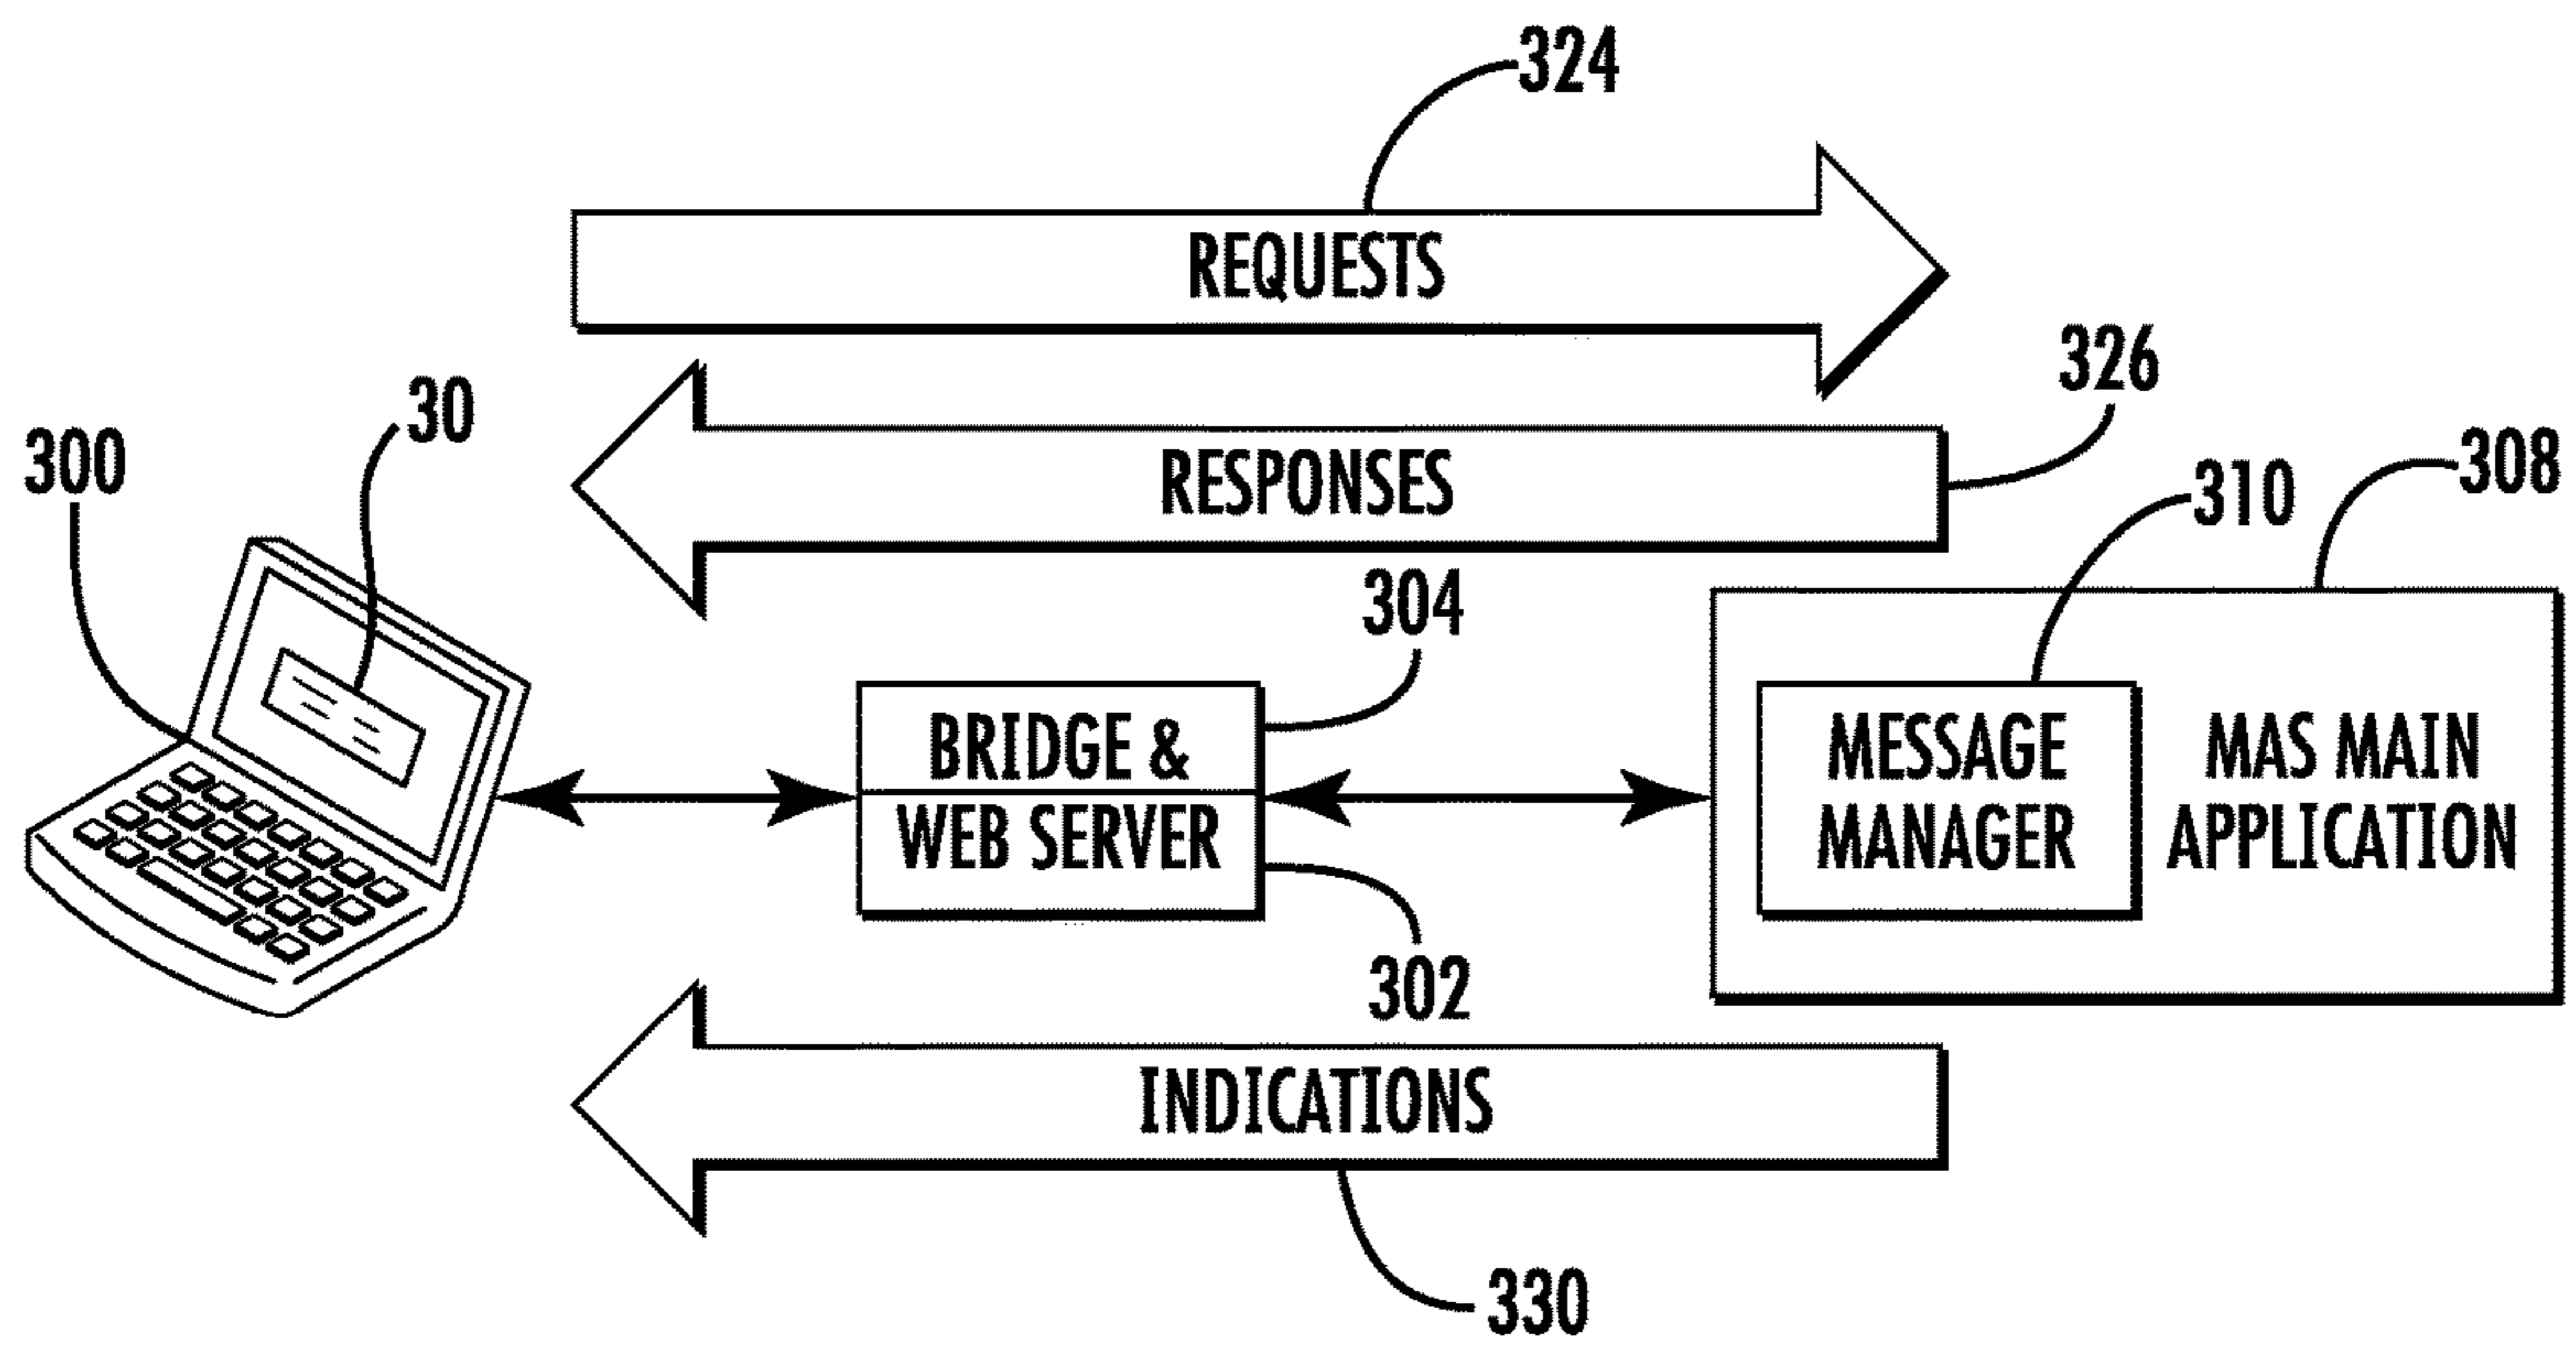 324
REQUESTS
326
30
300
RESPONSES
308
310
304
BRIDGE &
WEB SERVER
MESSAGE
MANAGER
MAS MAIN
APPLICATION
302
INDICATIONS
330